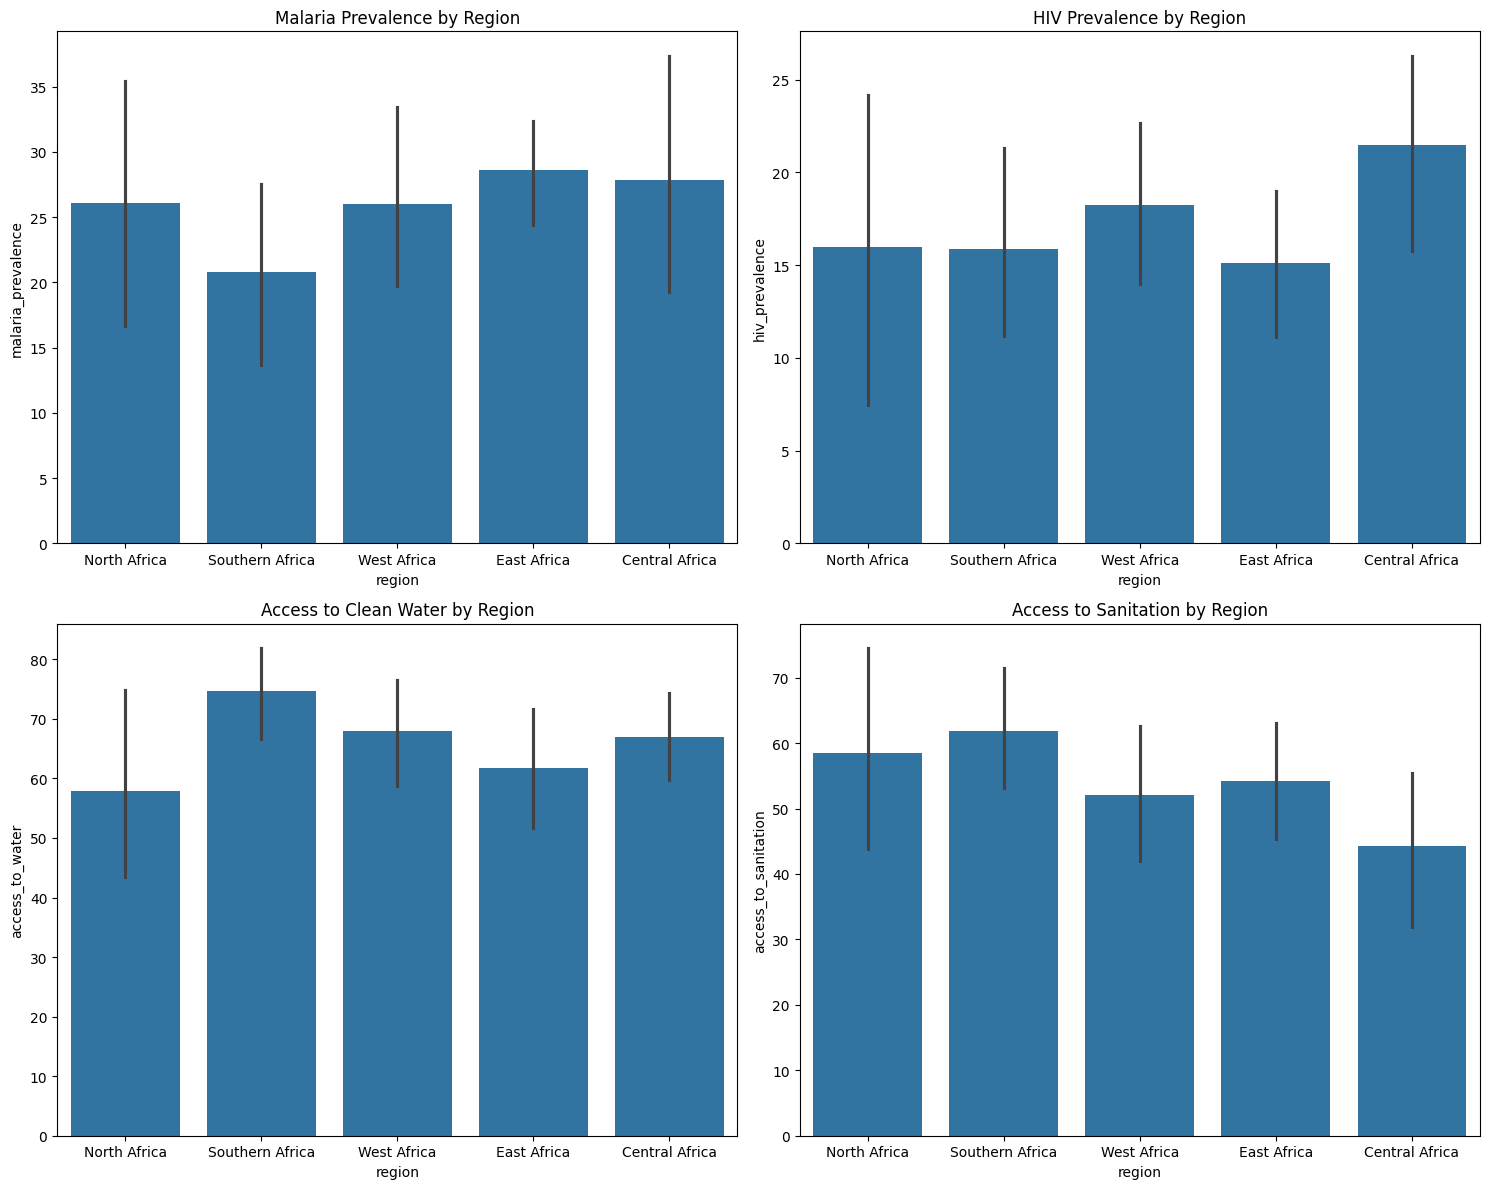 Malaria Prevalence by Region
malaria_prevalence
35
30
25
20
15
10
5
0
North Africa Southern Africa West Africa East Africa Central Africa
region
HIV Prevalence by Region
hiv_prevalence
25
20
15
10
5
0
North Africa Southern Africa West Africa East Africa Central Africa
region
Access to Clean Water by Region
access_to_water
80
70
60
50
40
30
20
10
0
North Africa Southern Africa West Africa East Africa Central Africa
region
Access to Sanitation by Region
access_to_sanitation
70
60
50
40
30
20
10
0
North Africa Southern Africa West Africa East Africa Central Africa
region